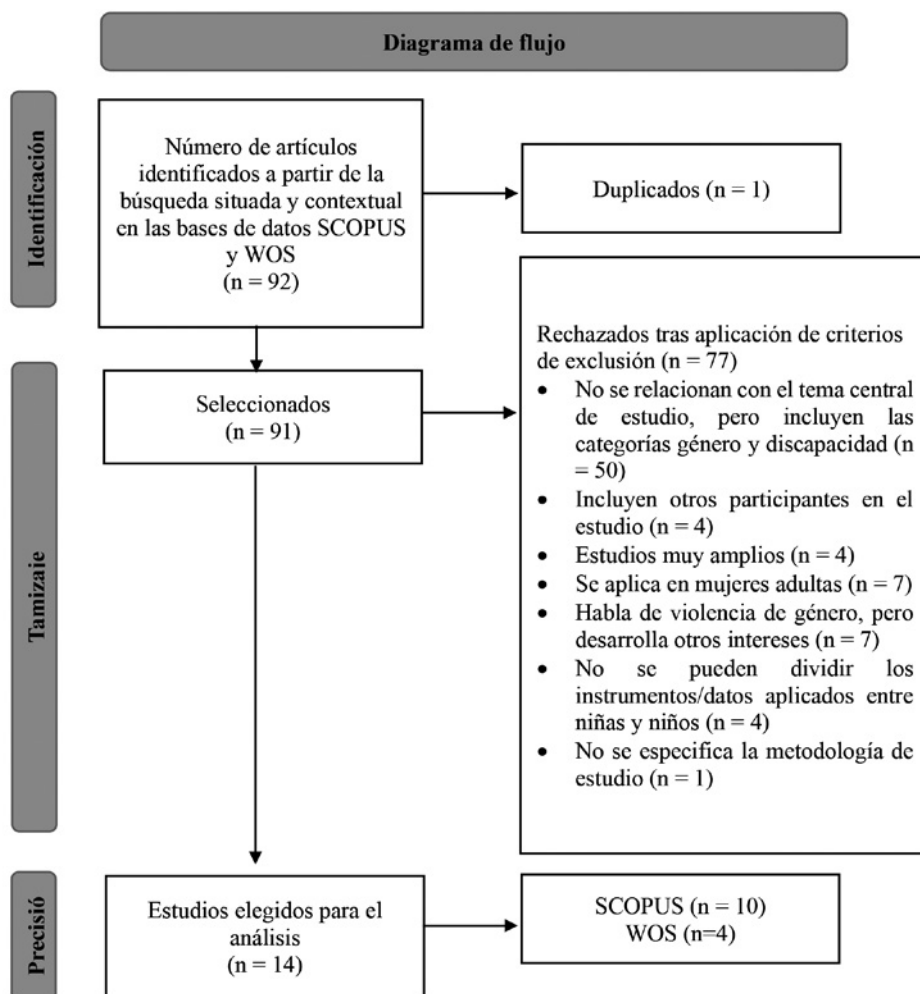 Diagrama de flujo
Identificación
Número de artículos
identificados a partir de la
búsqueda situada y contextual
en las bases de datos SCOPUS
y WOS
(n = 92)
Duplicados (n = 1)
Tamizaje
Seleccionados
(n = 91)
Rechazados tras aplicación de criterios
de exclusión (n = 77)
• No se relacionan con el tema central
de estudio, pero incluyen las
categorías género y discapacidad (n
= 50)
• Incluyen otros participantes en el
estudio (n = 4)
• Estudios muy amplios (n = 4)
• Se aplica en mujeres adultas (n = 7)
• Habla de violencia de género, pero
desarrolla otros intereses (n = 7)
• No se pueden dividir los
instrumentos/datos aplicados entre
niñas y niños (n = 4)
• No se especifica la metodología de
estudio (n = 1)
Precisió
Estudios elegidos para el
análisis
(n = 14)
SCOPUS (n = 10)
WOS (n=4)